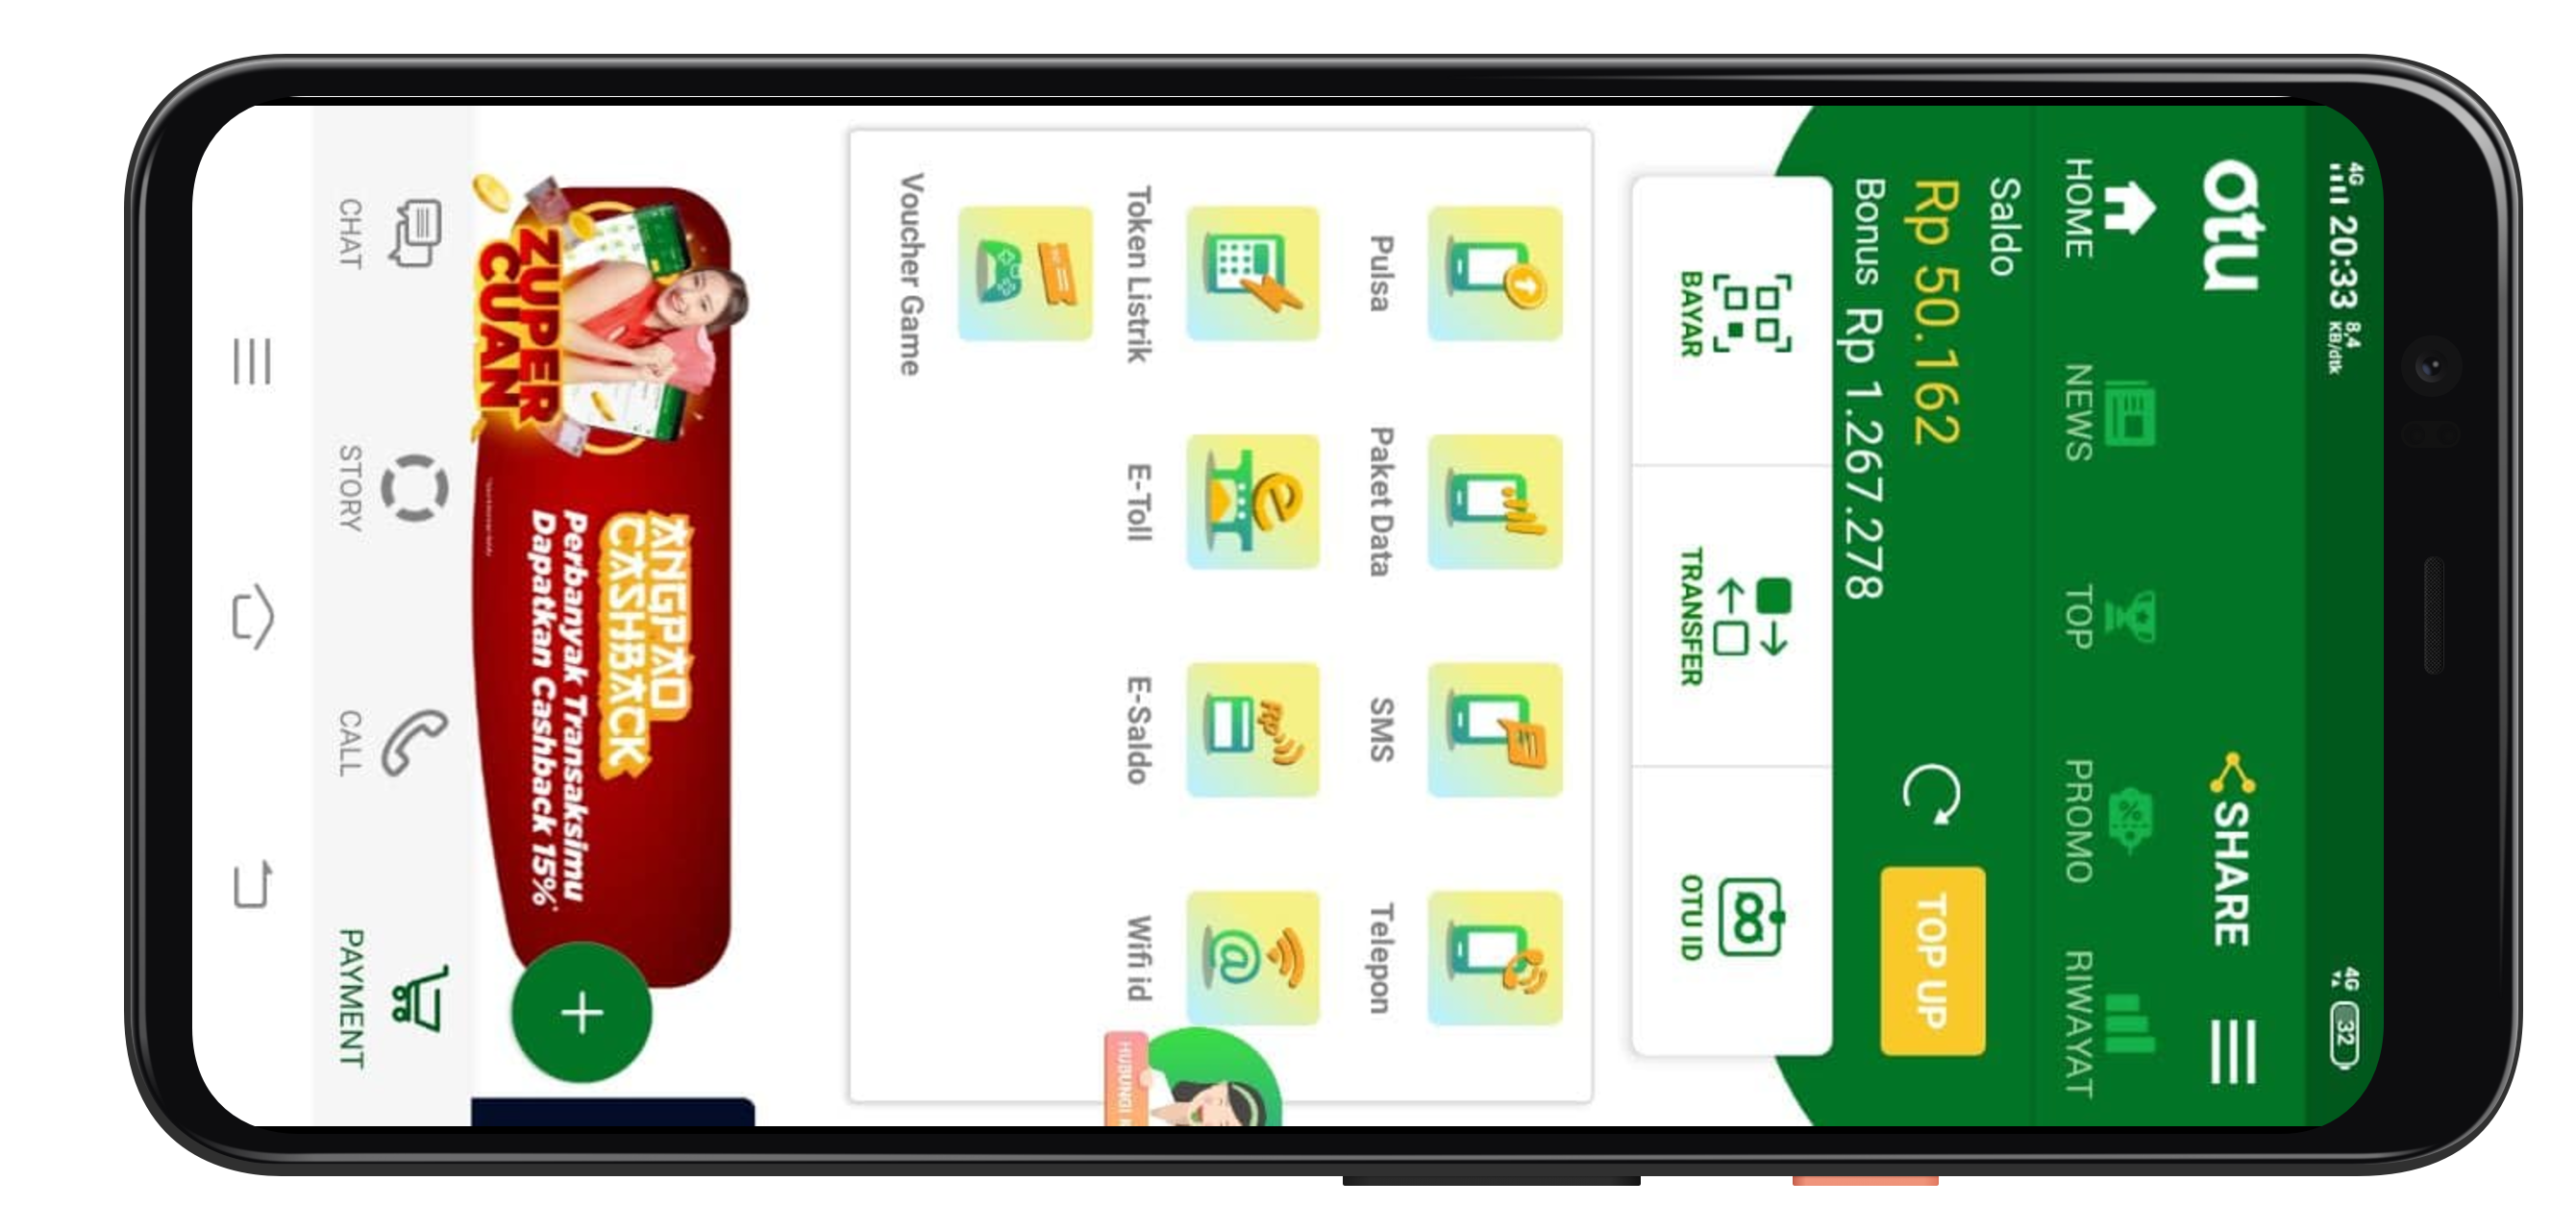 4G 20:33 8,4 KB/dtk 4G 32
otu SHARE
HOME NEWS TOP PROMO RIWAYAT
Saldo
Rp 50.162 TOP UP
Bonus Rp 1.267.278
BAYAR TRANSFER OTU ID
Pulsa Paket Data SMS Telepon
Rp
Token Listrik E-Toll E-Saldo Wifi id
HUBUNGI
Voucher Game
ANGPAO
CASHBACK
Perbanyak Transaksimu
Dapatkan Cashback 15%*
ZUPER
CUAN
CHAT STORY CALL PAYMENT